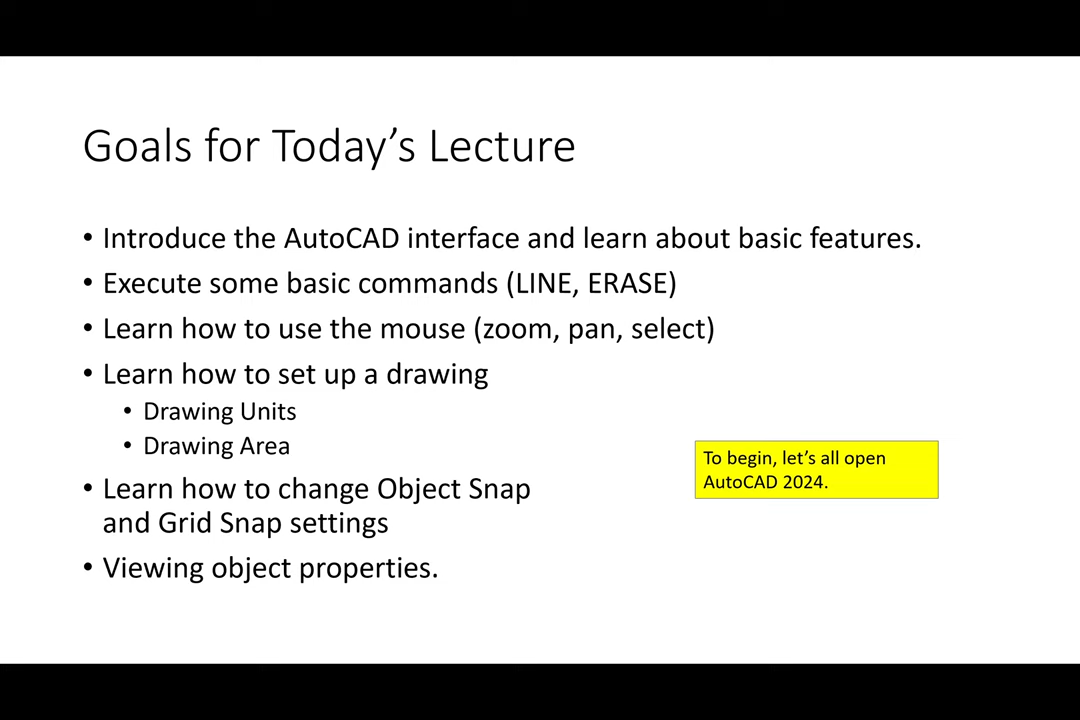 Goals for Today’s Lecture
• Introduce the AutoCAD interface and learn about basic features.
• Execute some basic commands (LINE, ERASE)
• Learn how to use the mouse (zoom, pan, select)
• Learn how to set up a drawing
• Drawing Units
• Drawing Area
• Learn how to change Object Snap
and Grid Snap settings
• Viewing object properties.
To begin, let’s all open
AutoCAD 2024.